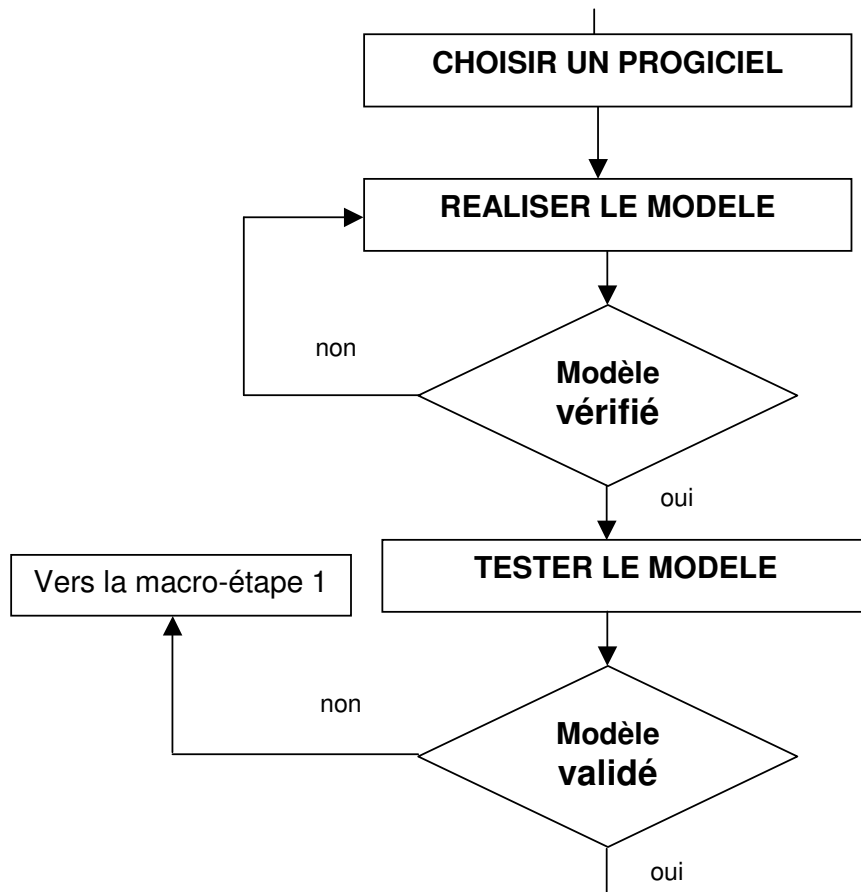 CHOISIR UN PROGICIEL
REALISER LE MODELE
non
Modèle
vérifié
oui
TESTER LE MODELE
Vers la macro-étape 1
non
Modèle
validé
oui